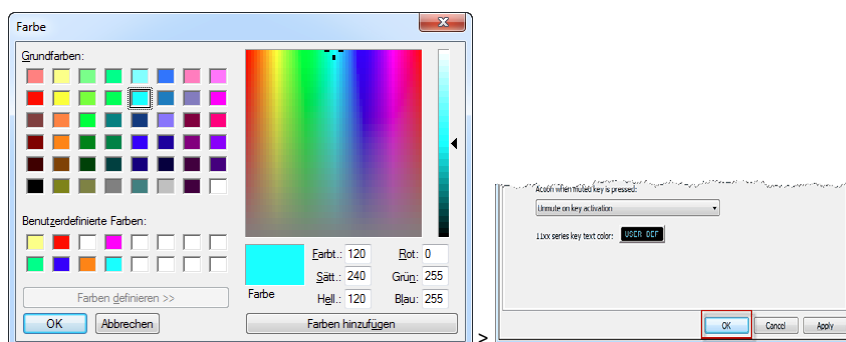 Farbe
Grundfarben:
Benutzerdefinierte Farben:
Farben definieren >>
OK Abbrechen
Farbe
Farbt.: 120 Rot: 0
Sätt.: 240 Grün: 255
Hell.: 120 Blau: 255
Farben hinzufügen
>
Action when muted key is pressed:
Unmute on key activation
11xx series key text color: USER DEF
OK Cancel Apply